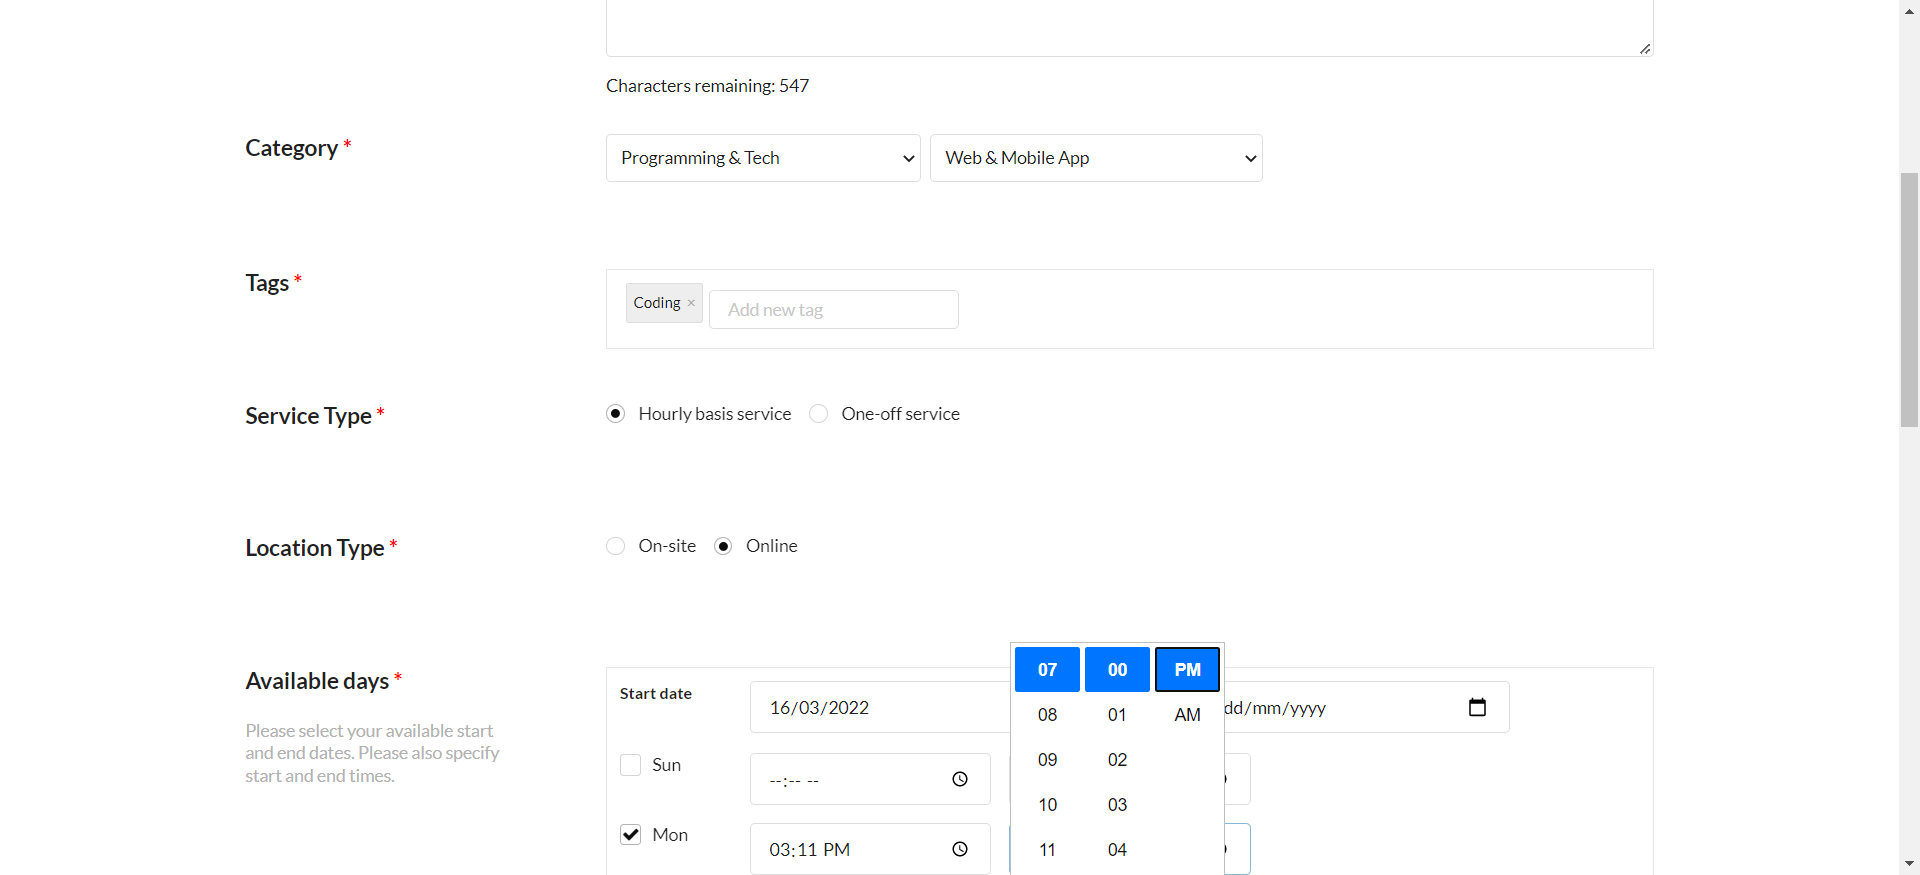 Characters remaining: 547
Category *
Programming & Tech
Web & Mobile App
Tags *
Coding ×
Add new tag
Service Type *
Hourly basis service
One-off service
Location Type *
On-site
Online
Available days *
Please select your available start
and end dates. Please also specify
start and end times.
Start date
16/03/2022
dd/mm/yyyy
07 00 PM
08 01 AM
09 02
10 03
11 04
Sun
--:-- --
Mon
03:11 PM